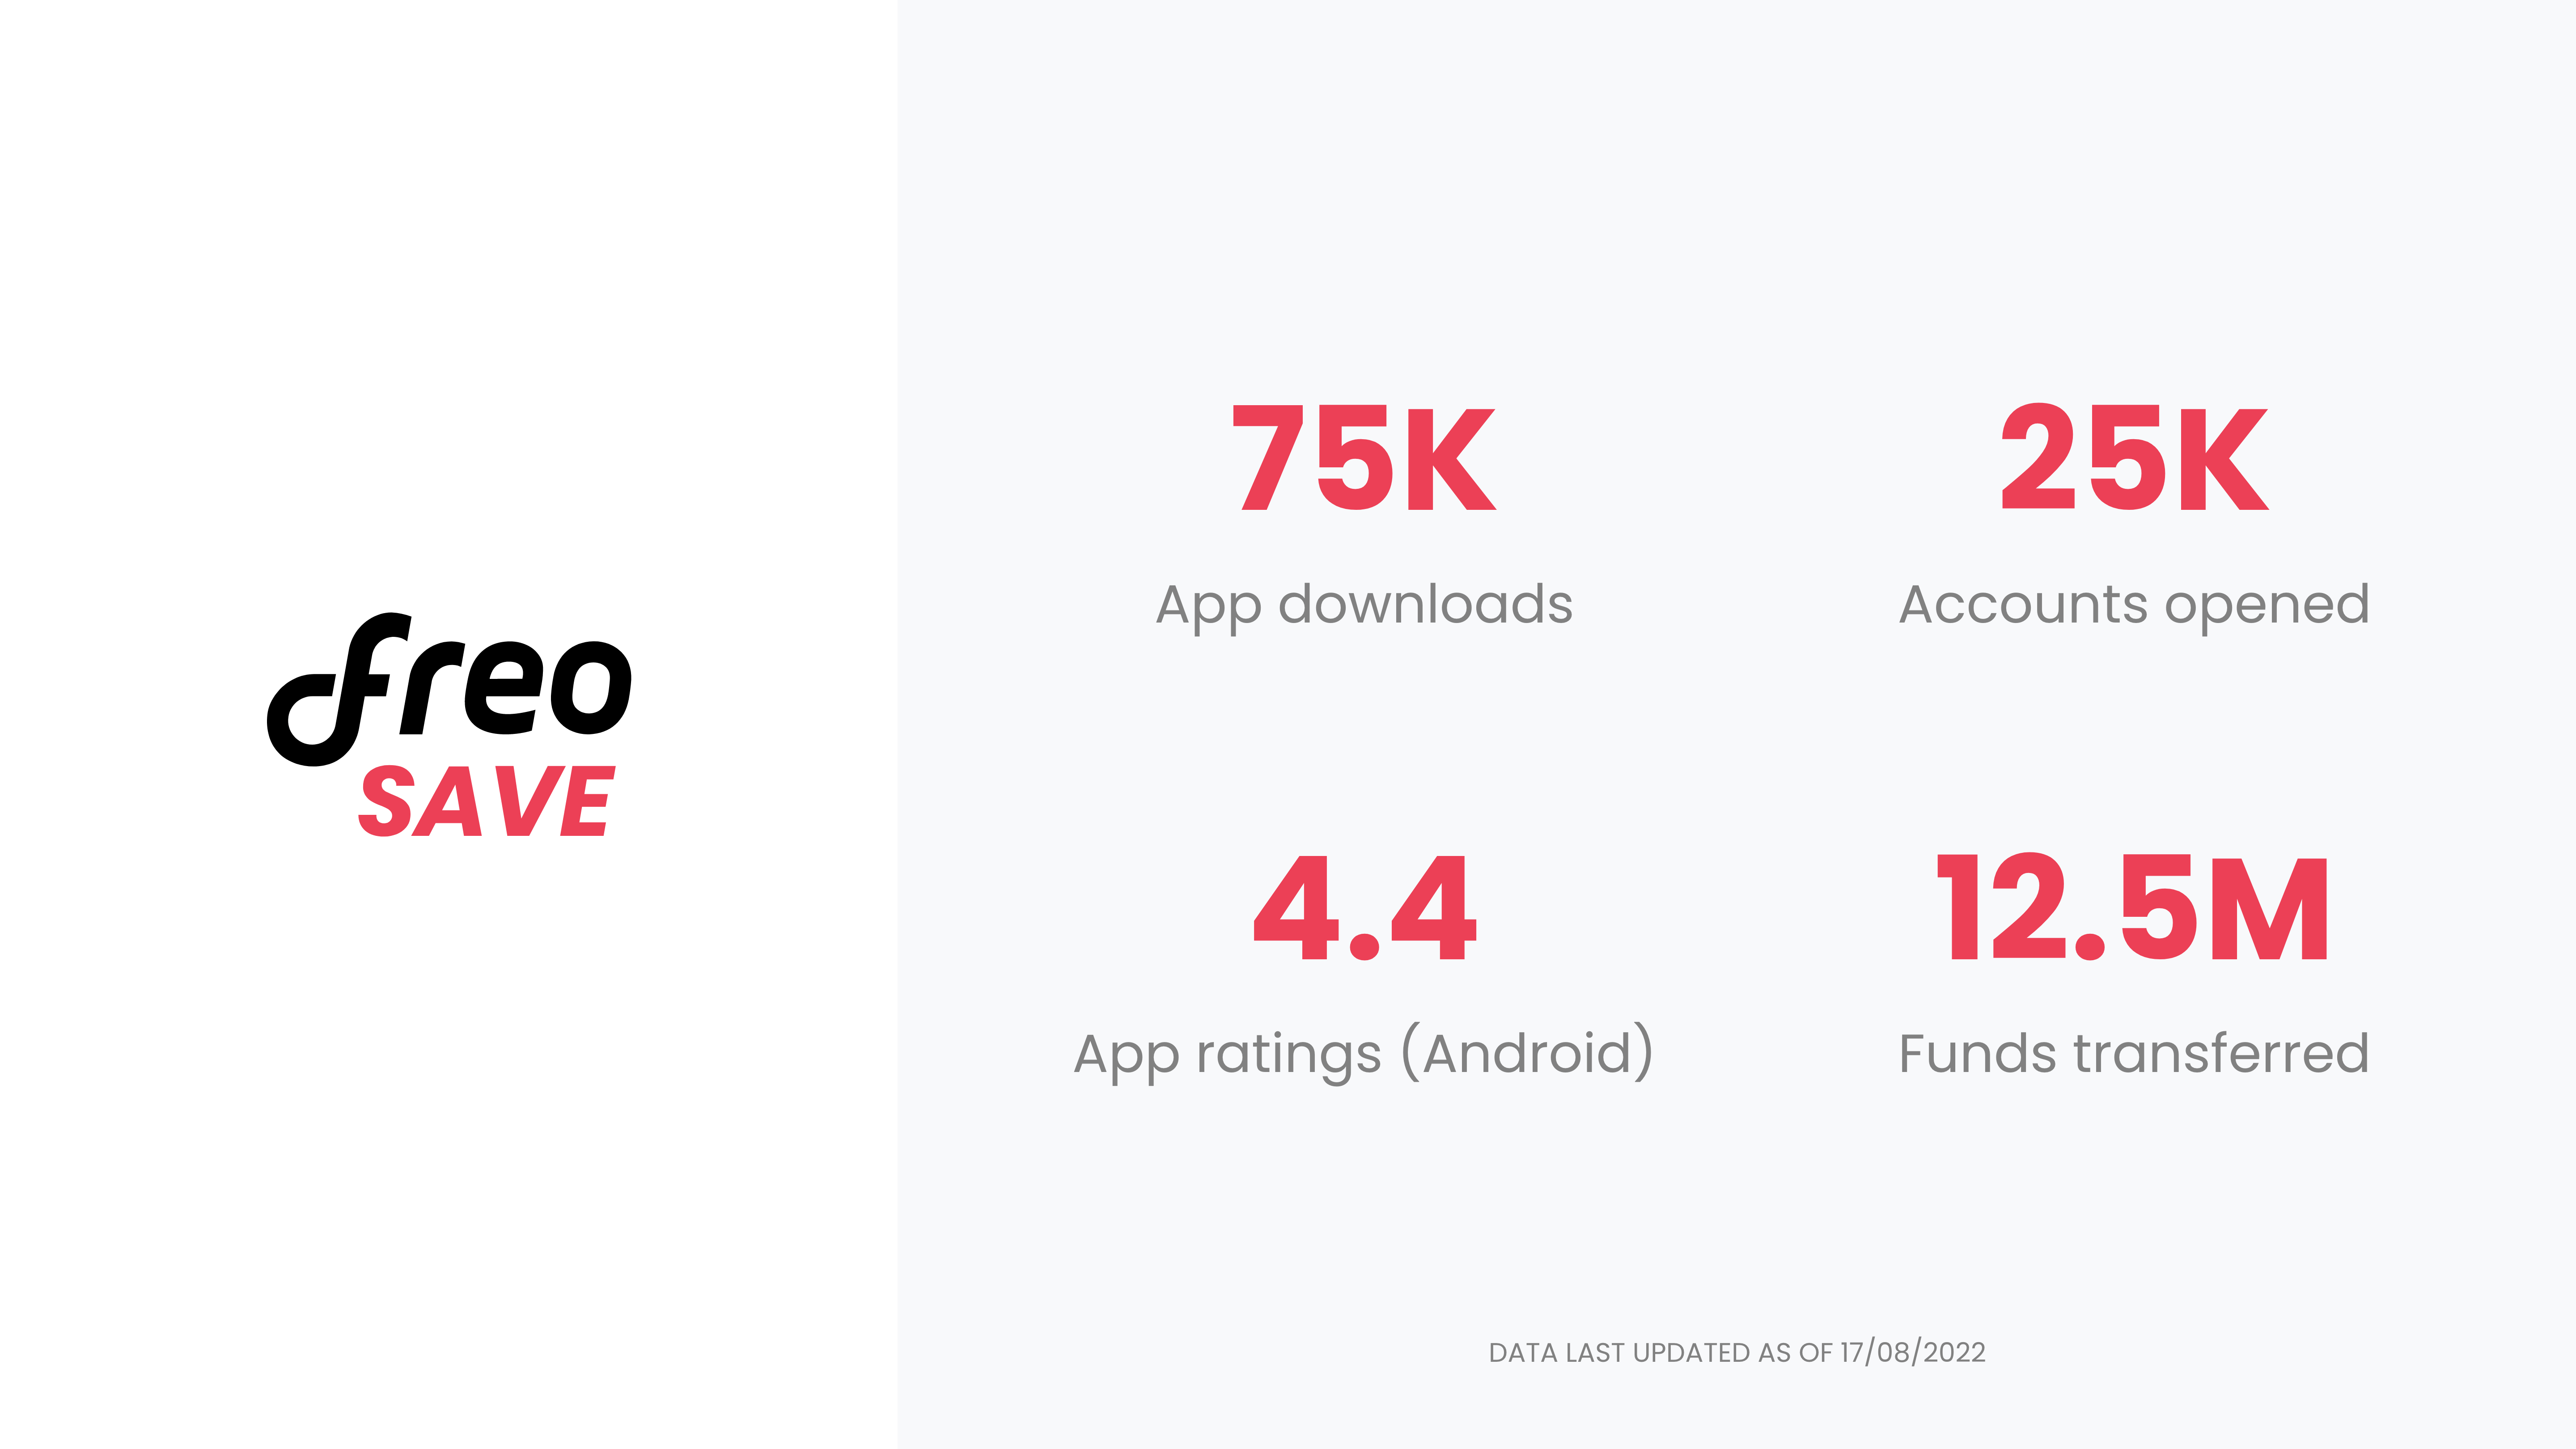 freo
SAVE
75K
App downloads
25K
Accounts opened
4.4
App ratings (Android)
12.5M
Funds transferred
DATA LAST UPDATED AS OF 17/08/2022